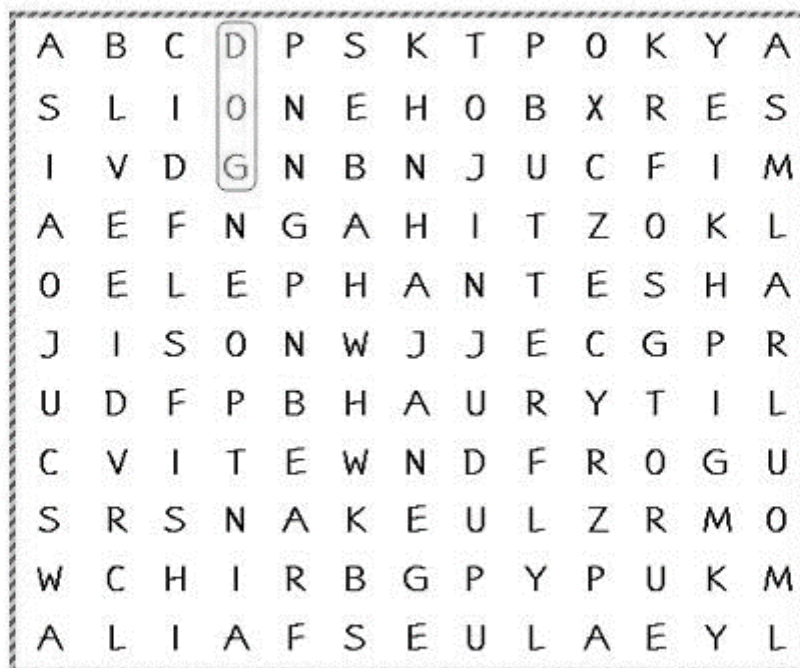 A B C D P S K T P O K Y A
S L I O N E H O B X R E S
I V D G N B N J U C F I M
A E F N G A H I T Z O K L
O E L E P H A N T E S H A
J I S O N W J J E C G P R
U D F P B H A U R Y T I L
C V I T E W N D F R O G U
S R S N A K E U L Z R M O
W C H I R B G P Y P U K M
A L I A F S E U L A E Y L